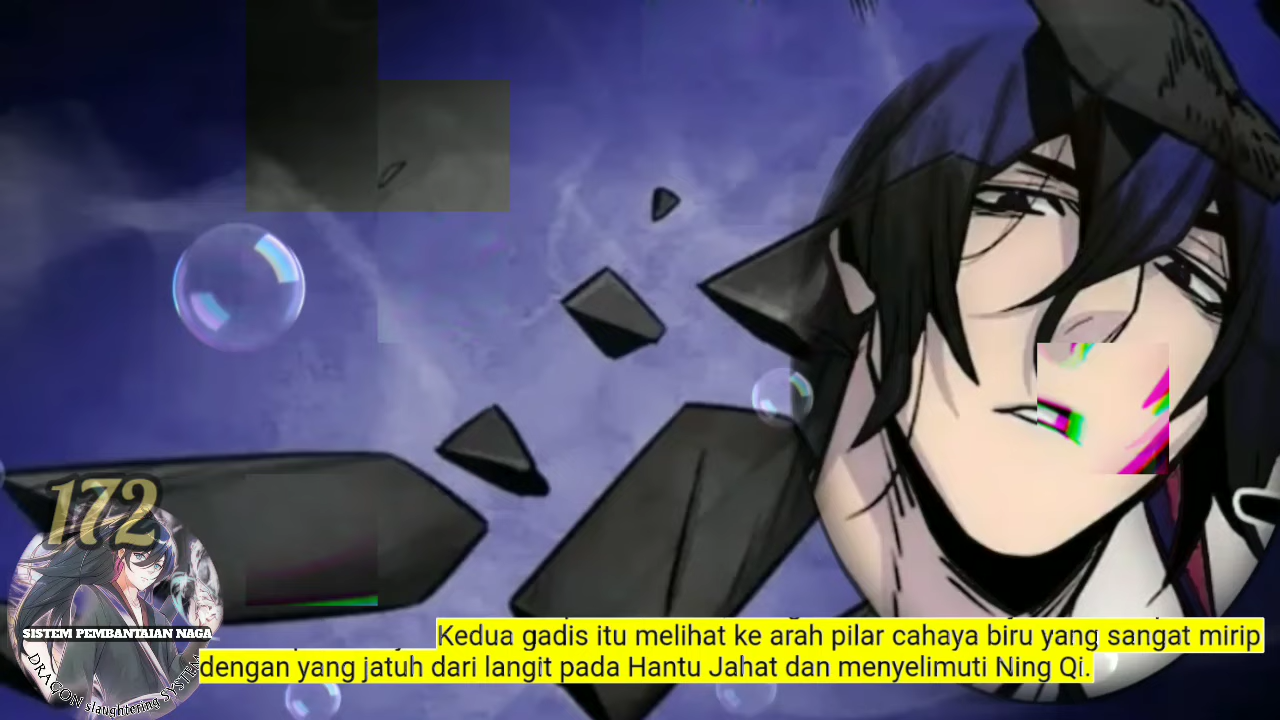 172
SISTEM PEMBANTAIAN NAGA
DRAGON slaughtering SYSTEM
Kedua gadis itu melihat ke arah pilar cahaya biru yang sangat mirip
dengan yang jatuh dari langit pada Hantu Jahat dan menyelimuti Ning Qi.